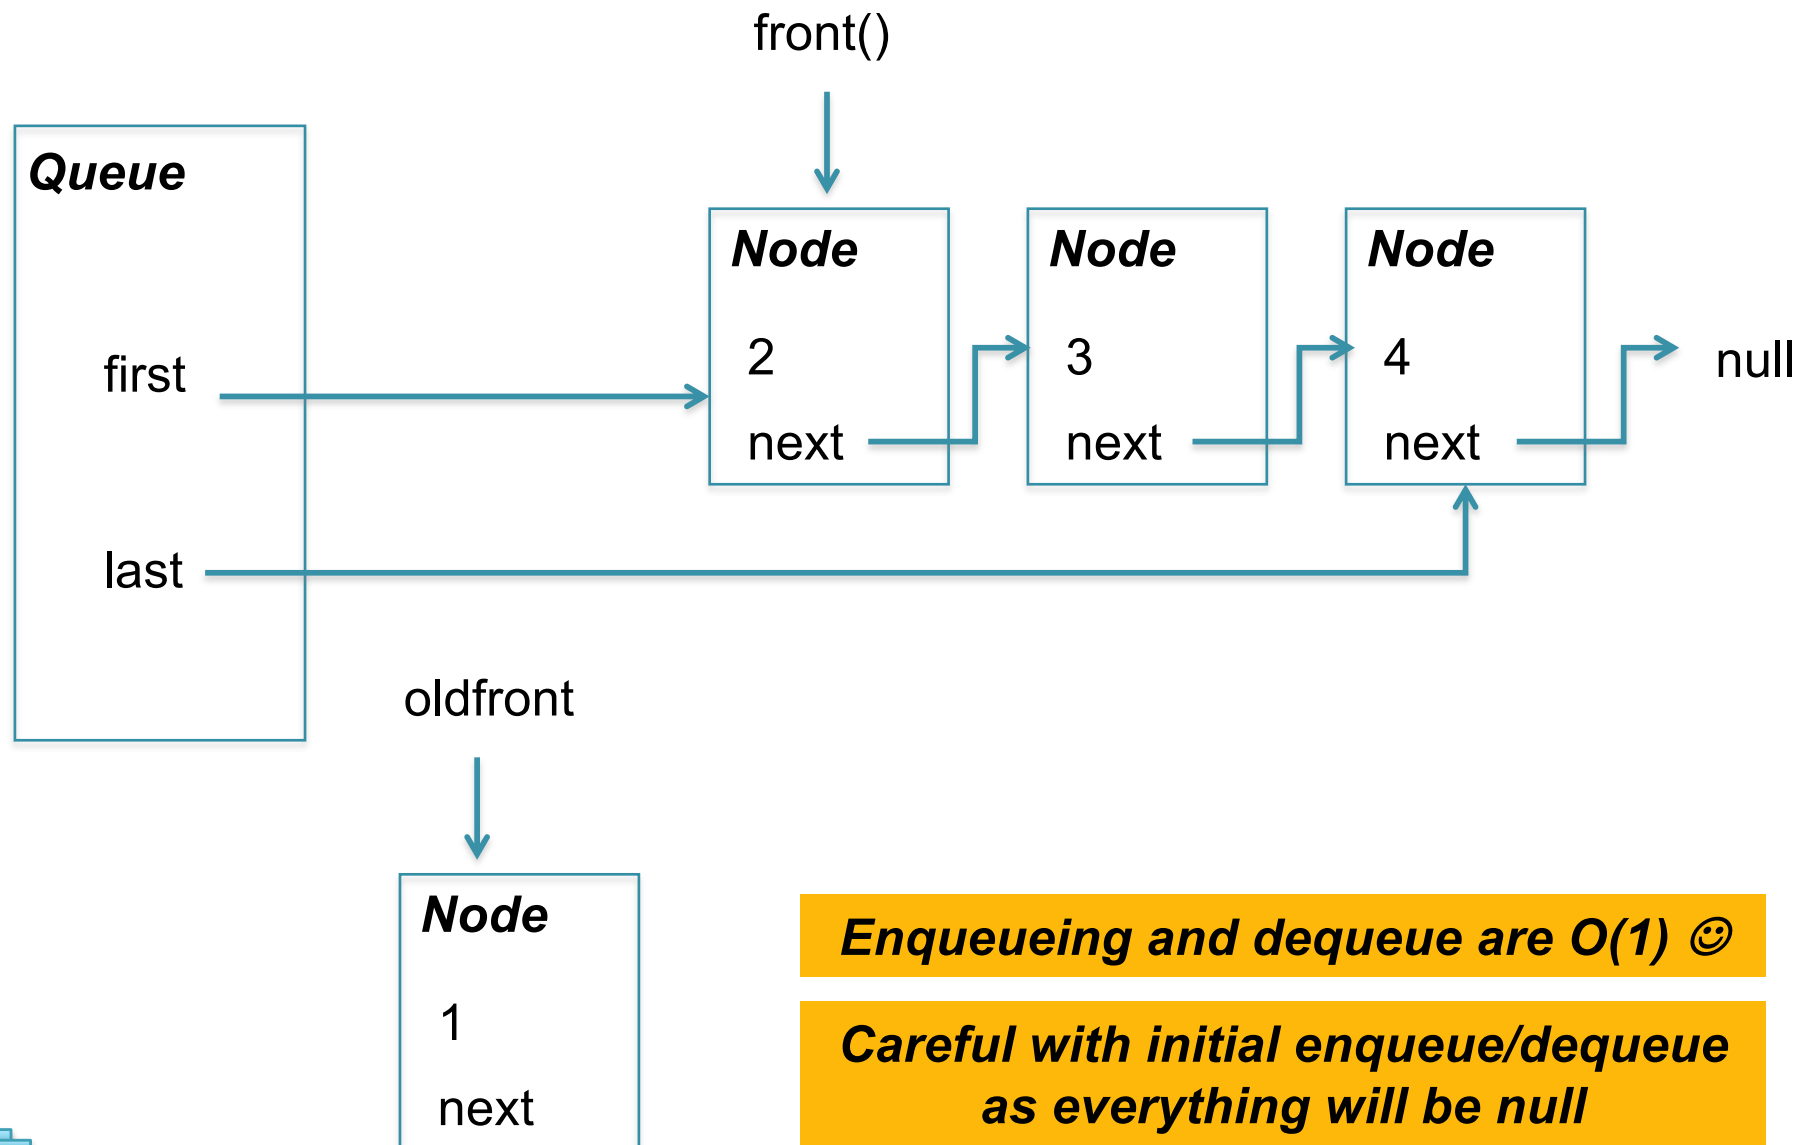 front()
Queue
first
last
Node
2
next
Node
3
next
Node
4
next
null
oldfront
Node
1
next
Enqueueing and dequeue are O(1) ☺
Careful with initial enqueue/dequeue
as everything will be null